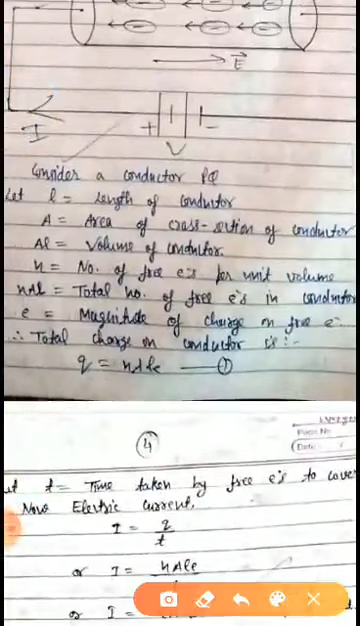 E
I
+ -
V
Consider a conductor PQ
Let l = Length of conductor
A = Area of cross-section of conductor
Al = Volume of conductor.
n = No. of free e's per unit volume
nAl = Total no. of free e's in conductor
e = Magnitude of charge on free e-
∴ Total charge on conductor is :-
q = nAle —— ①
④
Page No
Date:
t = Time taken by free e's to cover
Now Electric current,
I = q
t
or I = nAle
or I =